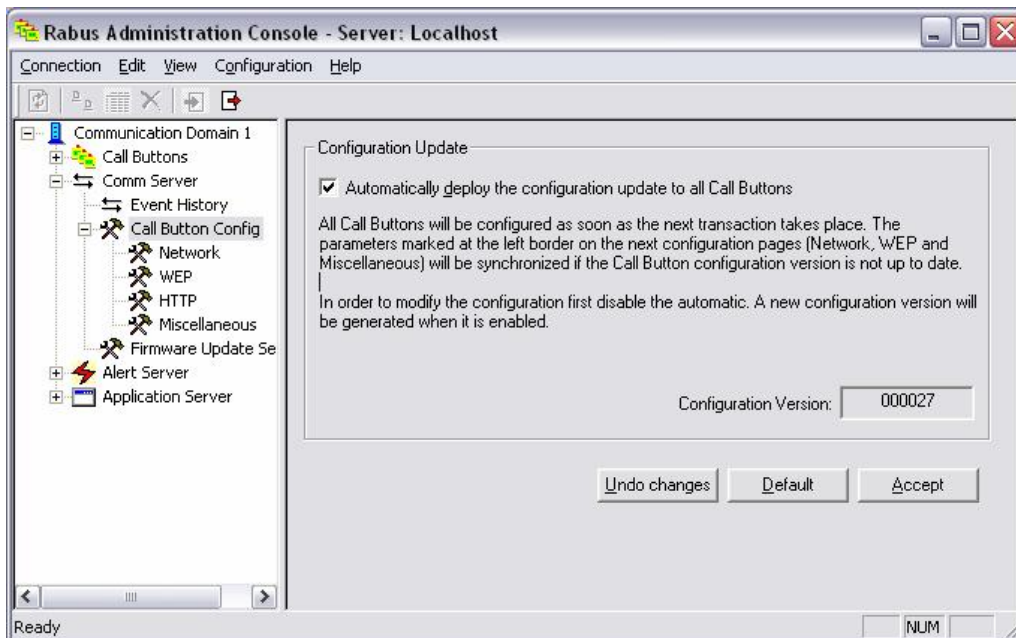 Rabus Administration Console - Server: Localhost
Connection Edit View Configuration Help
Communication Domain 1
Call Buttons
Comm Server
Event History
Call Button Config
Network
WEP
HTTP
Miscellaneous
Firmware Update Se
Alert Server
Application Server
Configuration Update
Automatically deploy the configuration update to all Call Buttons
All Call Buttons will be configured as soon as the next transaction takes place. The
parameters marked at the left border on the next configuration pages (Network, WEP and
Miscellaneous) will be synchronized if the Call Button configuration version is not up to date.
In order to modify the configuration first disable the automatic. A new configuration version will
be generated when it is enabled.
Configuration Version: 000027
Undo changes Default Accept
Ready NUM